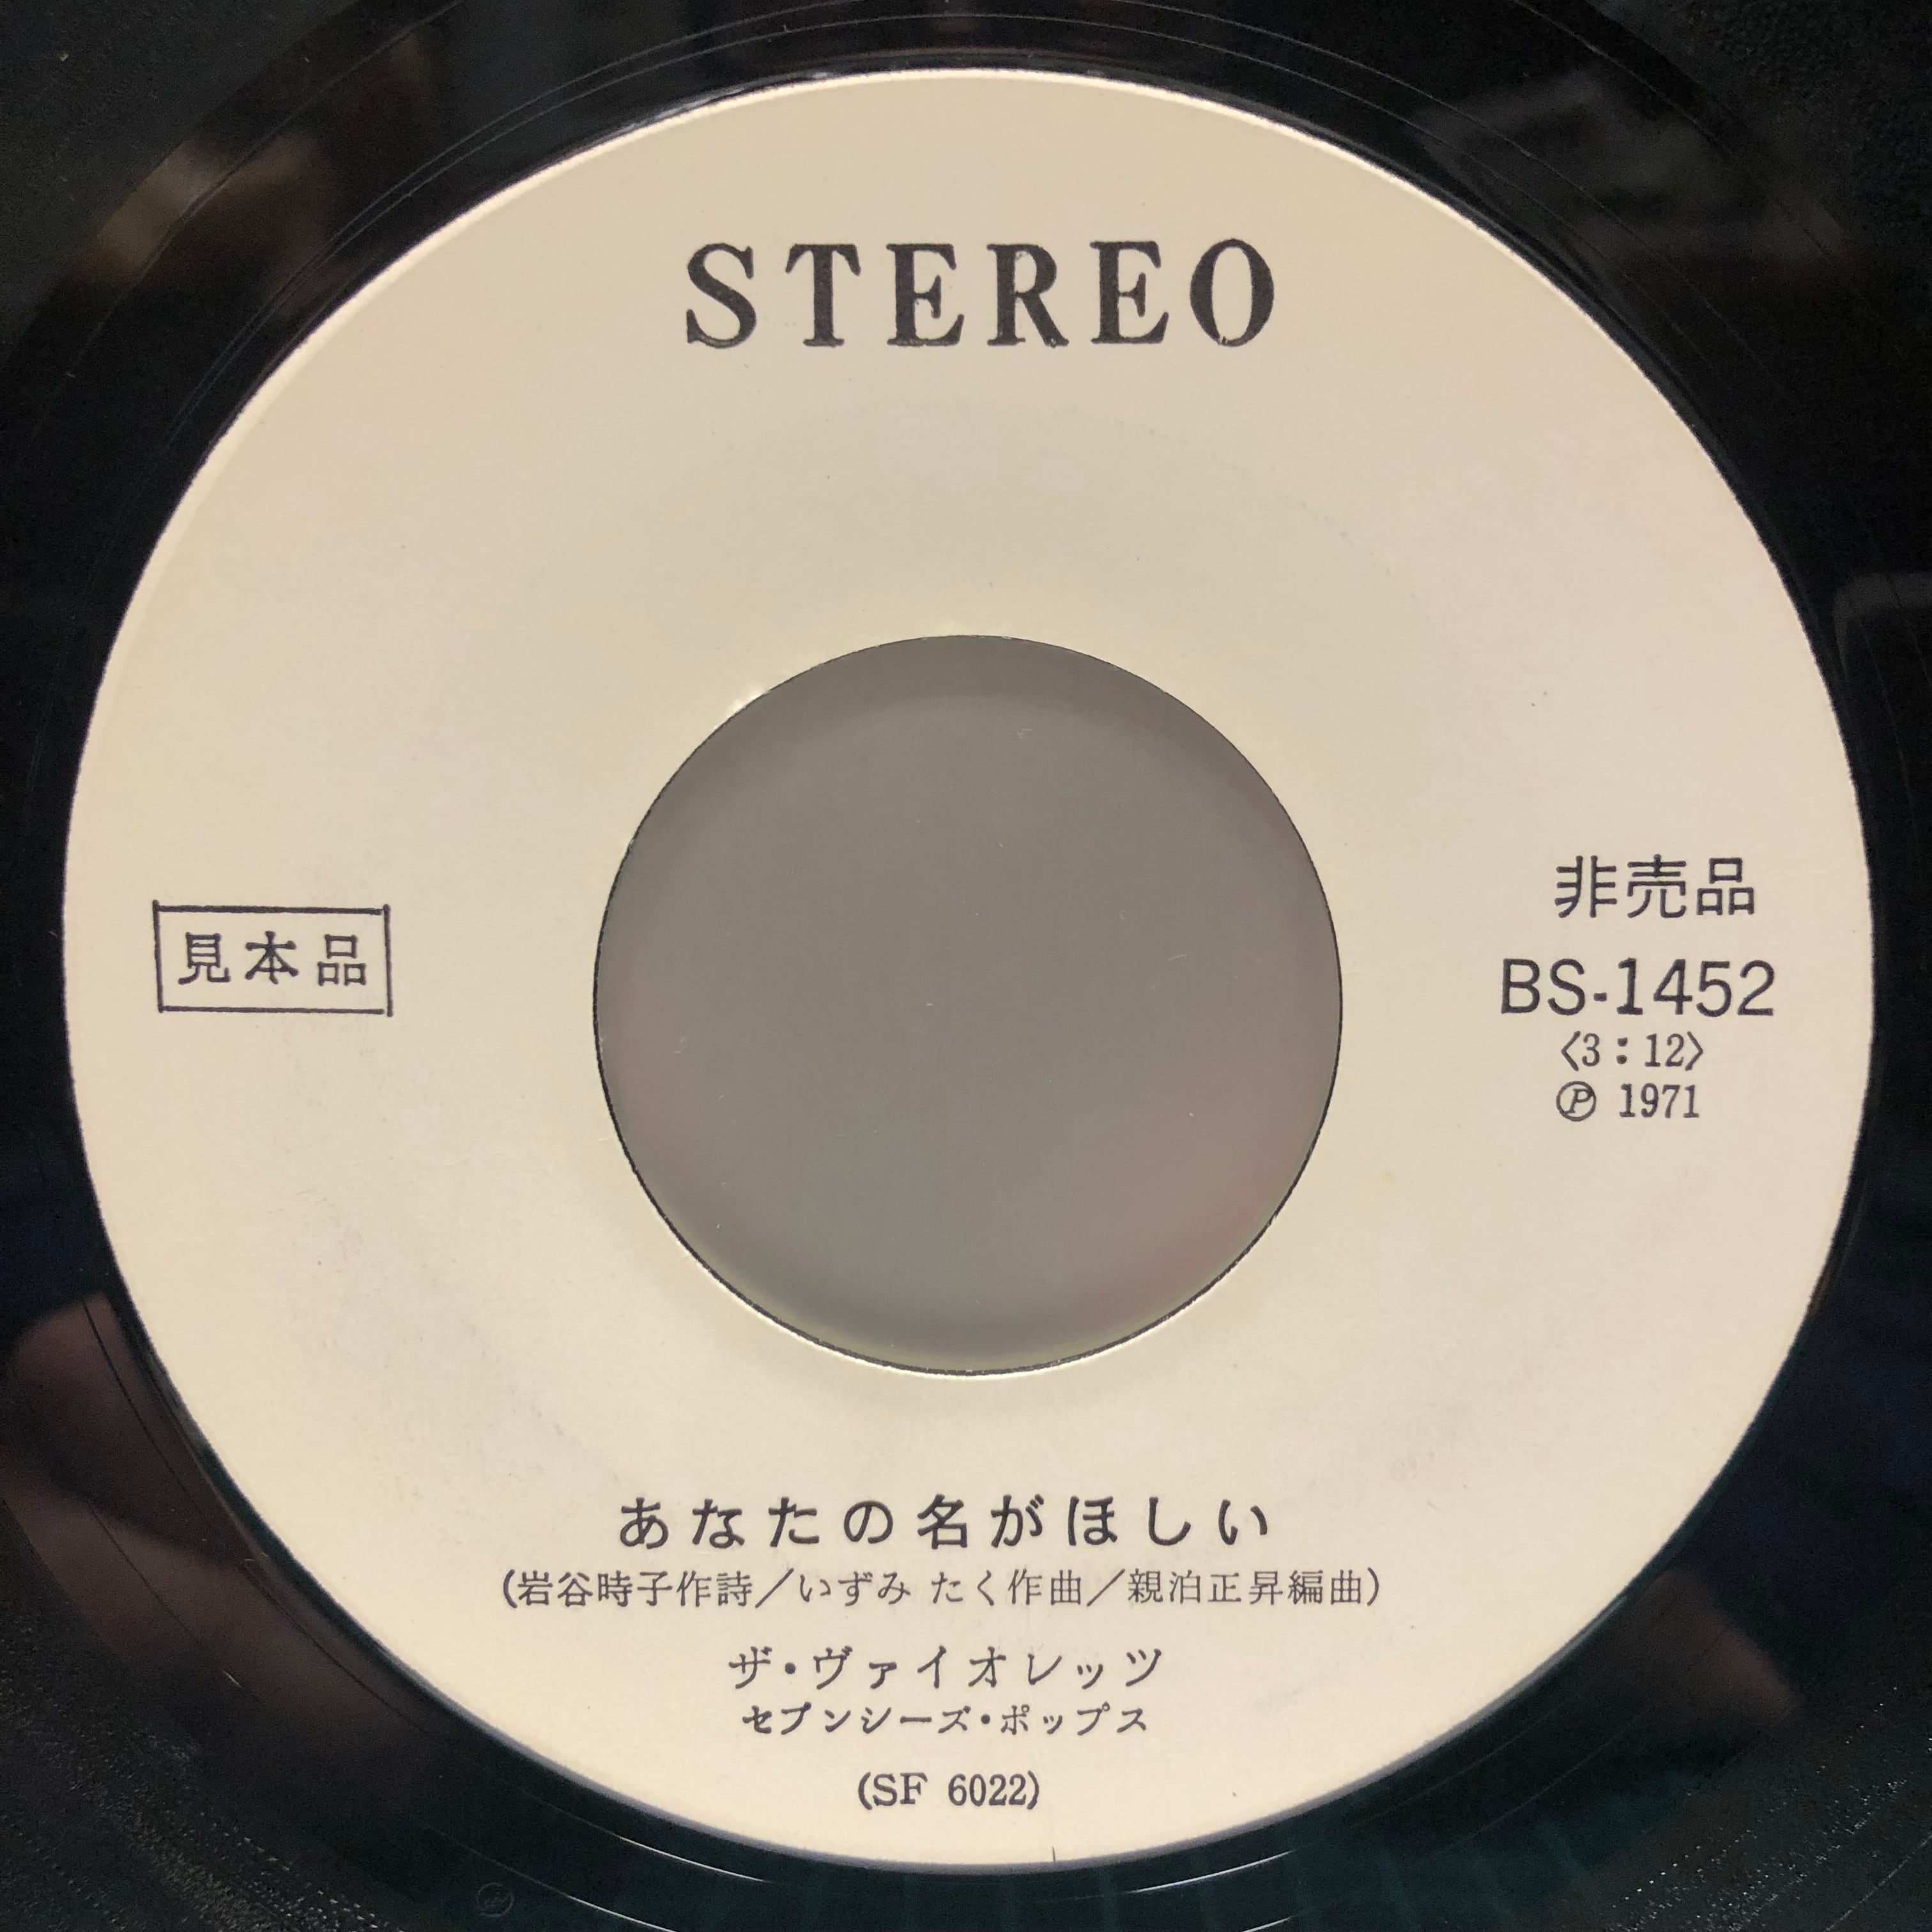 STEREO
見本品
非売品
BS-1452
〈3：12〉
Ⓟ 1971
あなたの名がほしい
(岩谷時子作詩／いずみ たく作曲／親泊正昇編曲)
ザ・ヴァイオレッツ
セブンシーズ・ポップス
(SF 6022)